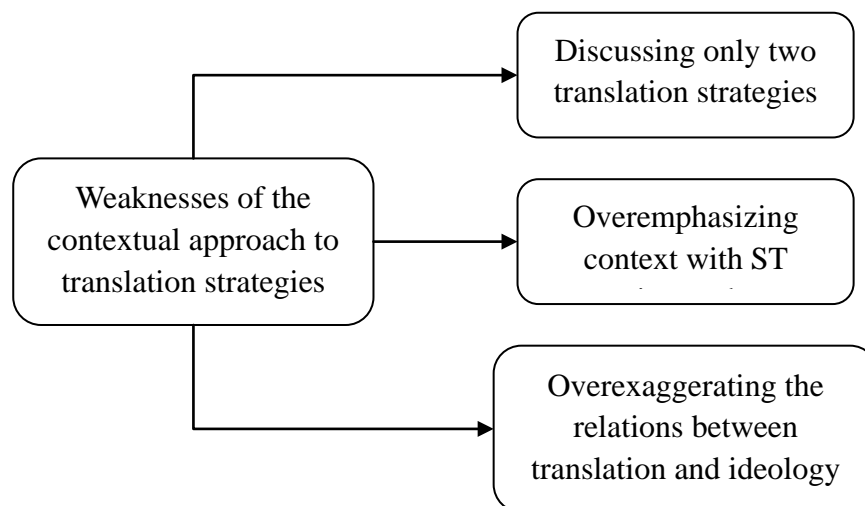 Discussing only two
translation strategies
Weaknesses of the
contextual approach to
translation strategies
Overemphasizing
context with ST
Overexaggerating the
relations between
translation and ideology